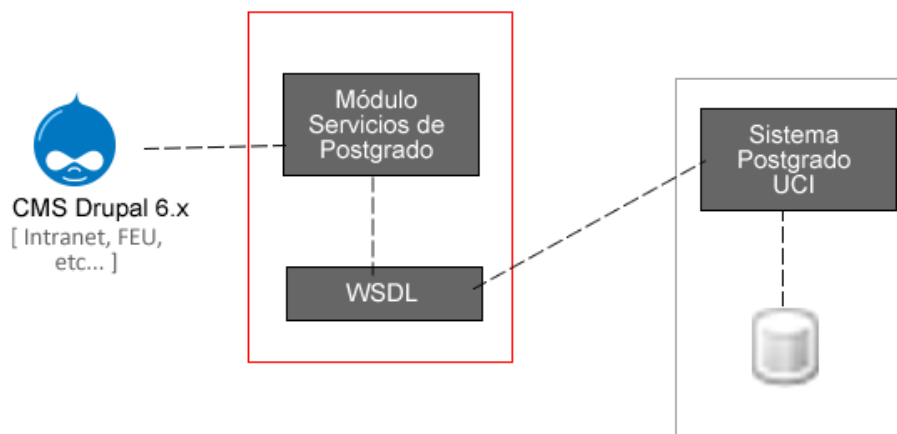 Módulo
Servicios de
Postgrado
CMS Drupal 6.x
[ Intranet, FEU,
etc... ]
WSDL
Sistema
Postgrado
UCI